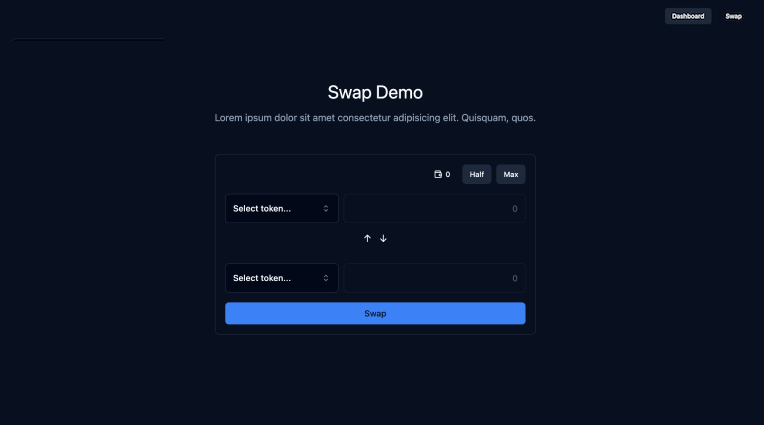 Dashboard Swap
Swap Demo
Lorem ipsum dolor sit amet consectetur adipisicing elit. Quisquam, quos.
0 Half Max
Select token... 0
Select token... 0
Swap